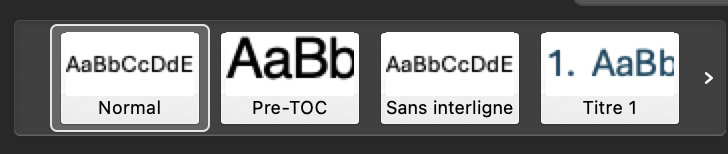 AaBbCcDdE
Normal
AaBb
Pre-TOC
AaBbCcDdE
Sans interligne
1. AaBb
Titre 1